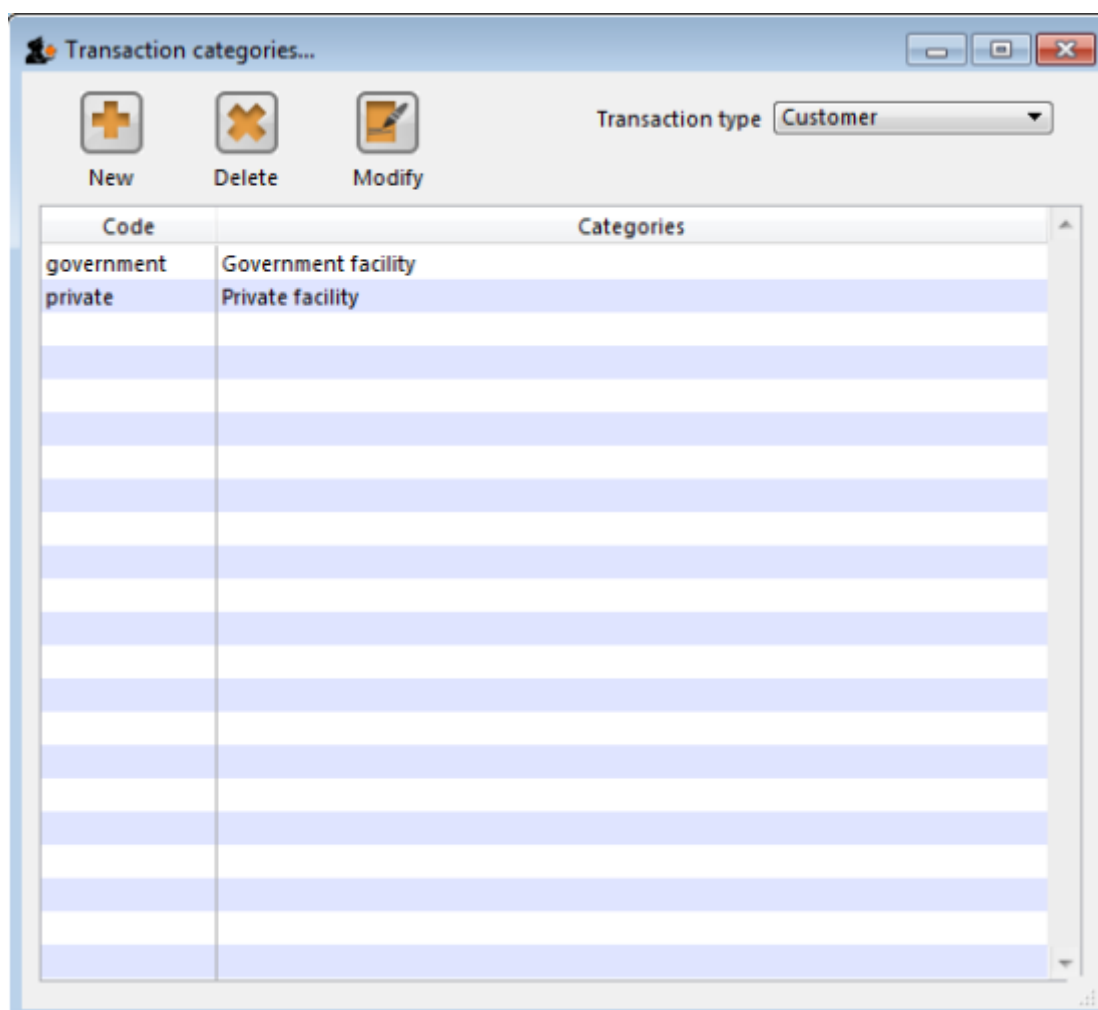 Transaction categories...
Transaction type Customer
New Delete Modify
Code Categories
government Government facility
private Private facility